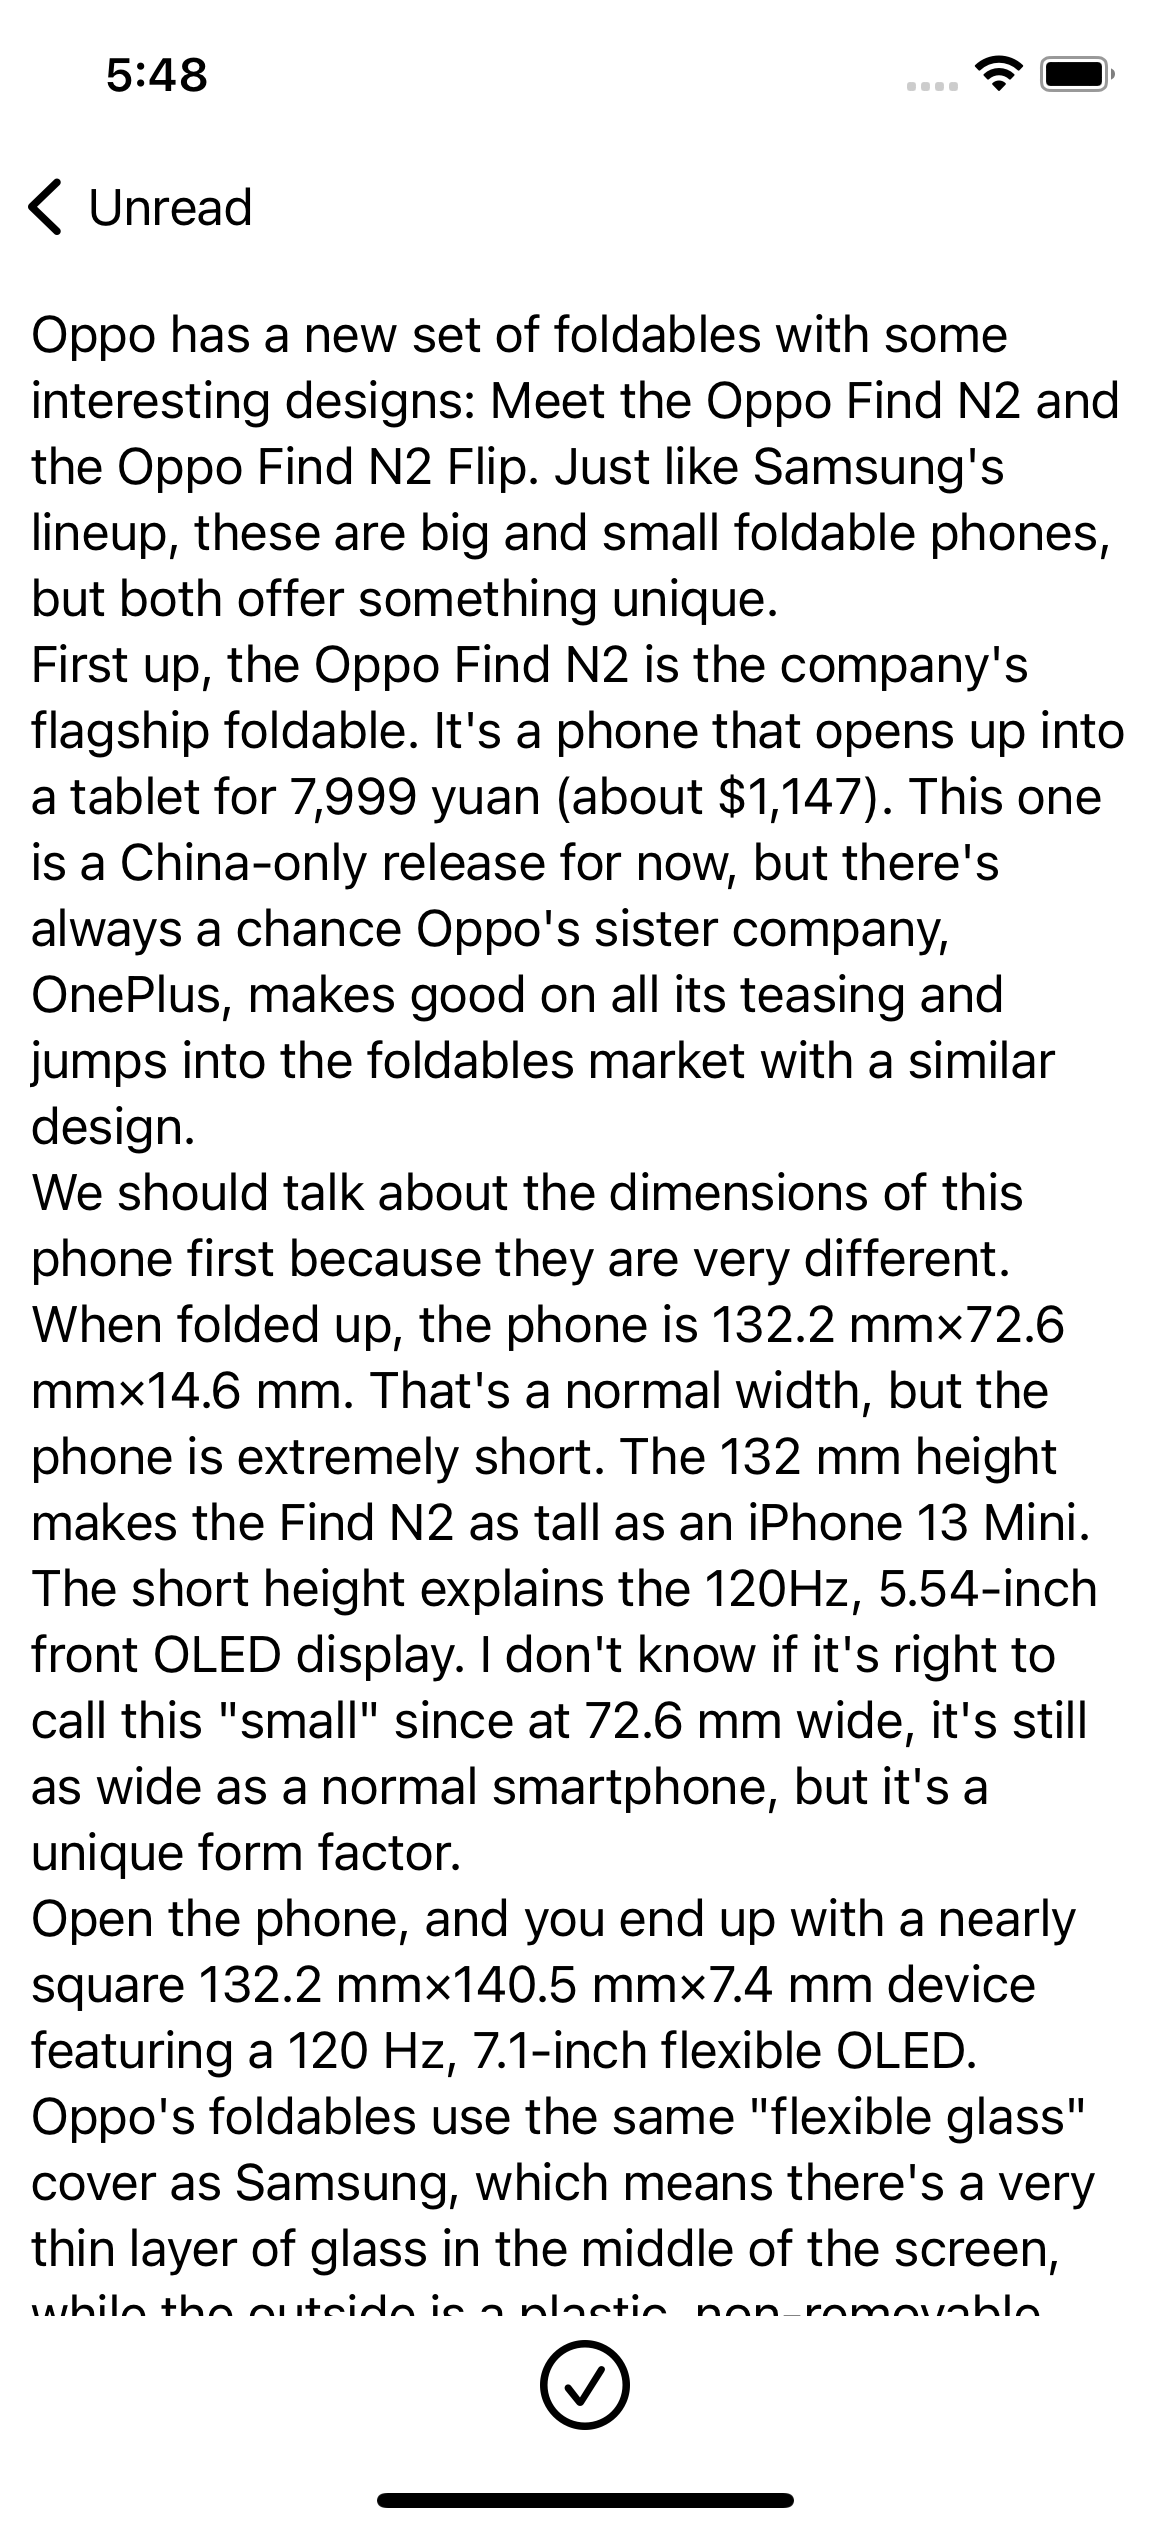 5:48
Unread
Oppo has a new set of foldables with some
interesting designs: Meet the Oppo Find N2 and
the Oppo Find N2 Flip. Just like Samsung's
lineup, these are big and small foldable phones,
but both offer something unique.
First up, the Oppo Find N2 is the company's
flagship foldable. It's a phone that opens up into
a tablet for 7,999 yuan (about $1,147). This one
is a China-only release for now, but there's
always a chance Oppo's sister company,
OnePlus, makes good on all its teasing and
jumps into the foldables market with a similar
design.
We should talk about the dimensions of this
phone first because they are very different.
When folded up, the phone is 132.2 mm×72.6
mm×14.6 mm. That's a normal width, but the
phone is extremely short. The 132 mm height
makes the Find N2 as tall as an iPhone 13 Mini.
The short height explains the 120Hz, 5.54-inch
front OLED display. I don't know if it's right to
call this "small" since at 72.6 mm wide, it's still
as wide as a normal smartphone, but it's a
unique form factor.
Open the phone, and you end up with a nearly
square 132.2 mm×140.5 mm×7.4 mm device
featuring a 120 Hz, 7.1-inch flexible OLED.
Oppo's foldables use the same "flexible glass"
cover as Samsung, which means there's a very
thin layer of glass in the middle of the screen,
while the outside is a plastic, non-removable